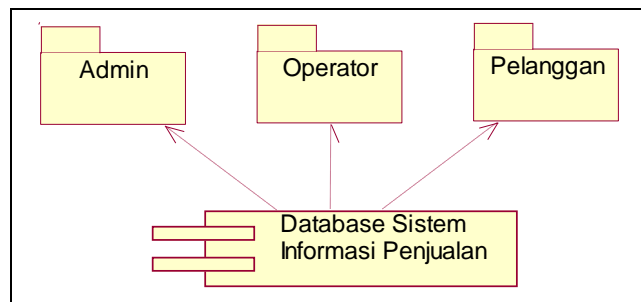 Admin
Operator
Pelanggan
Database Sistem
Informasi Penjualan